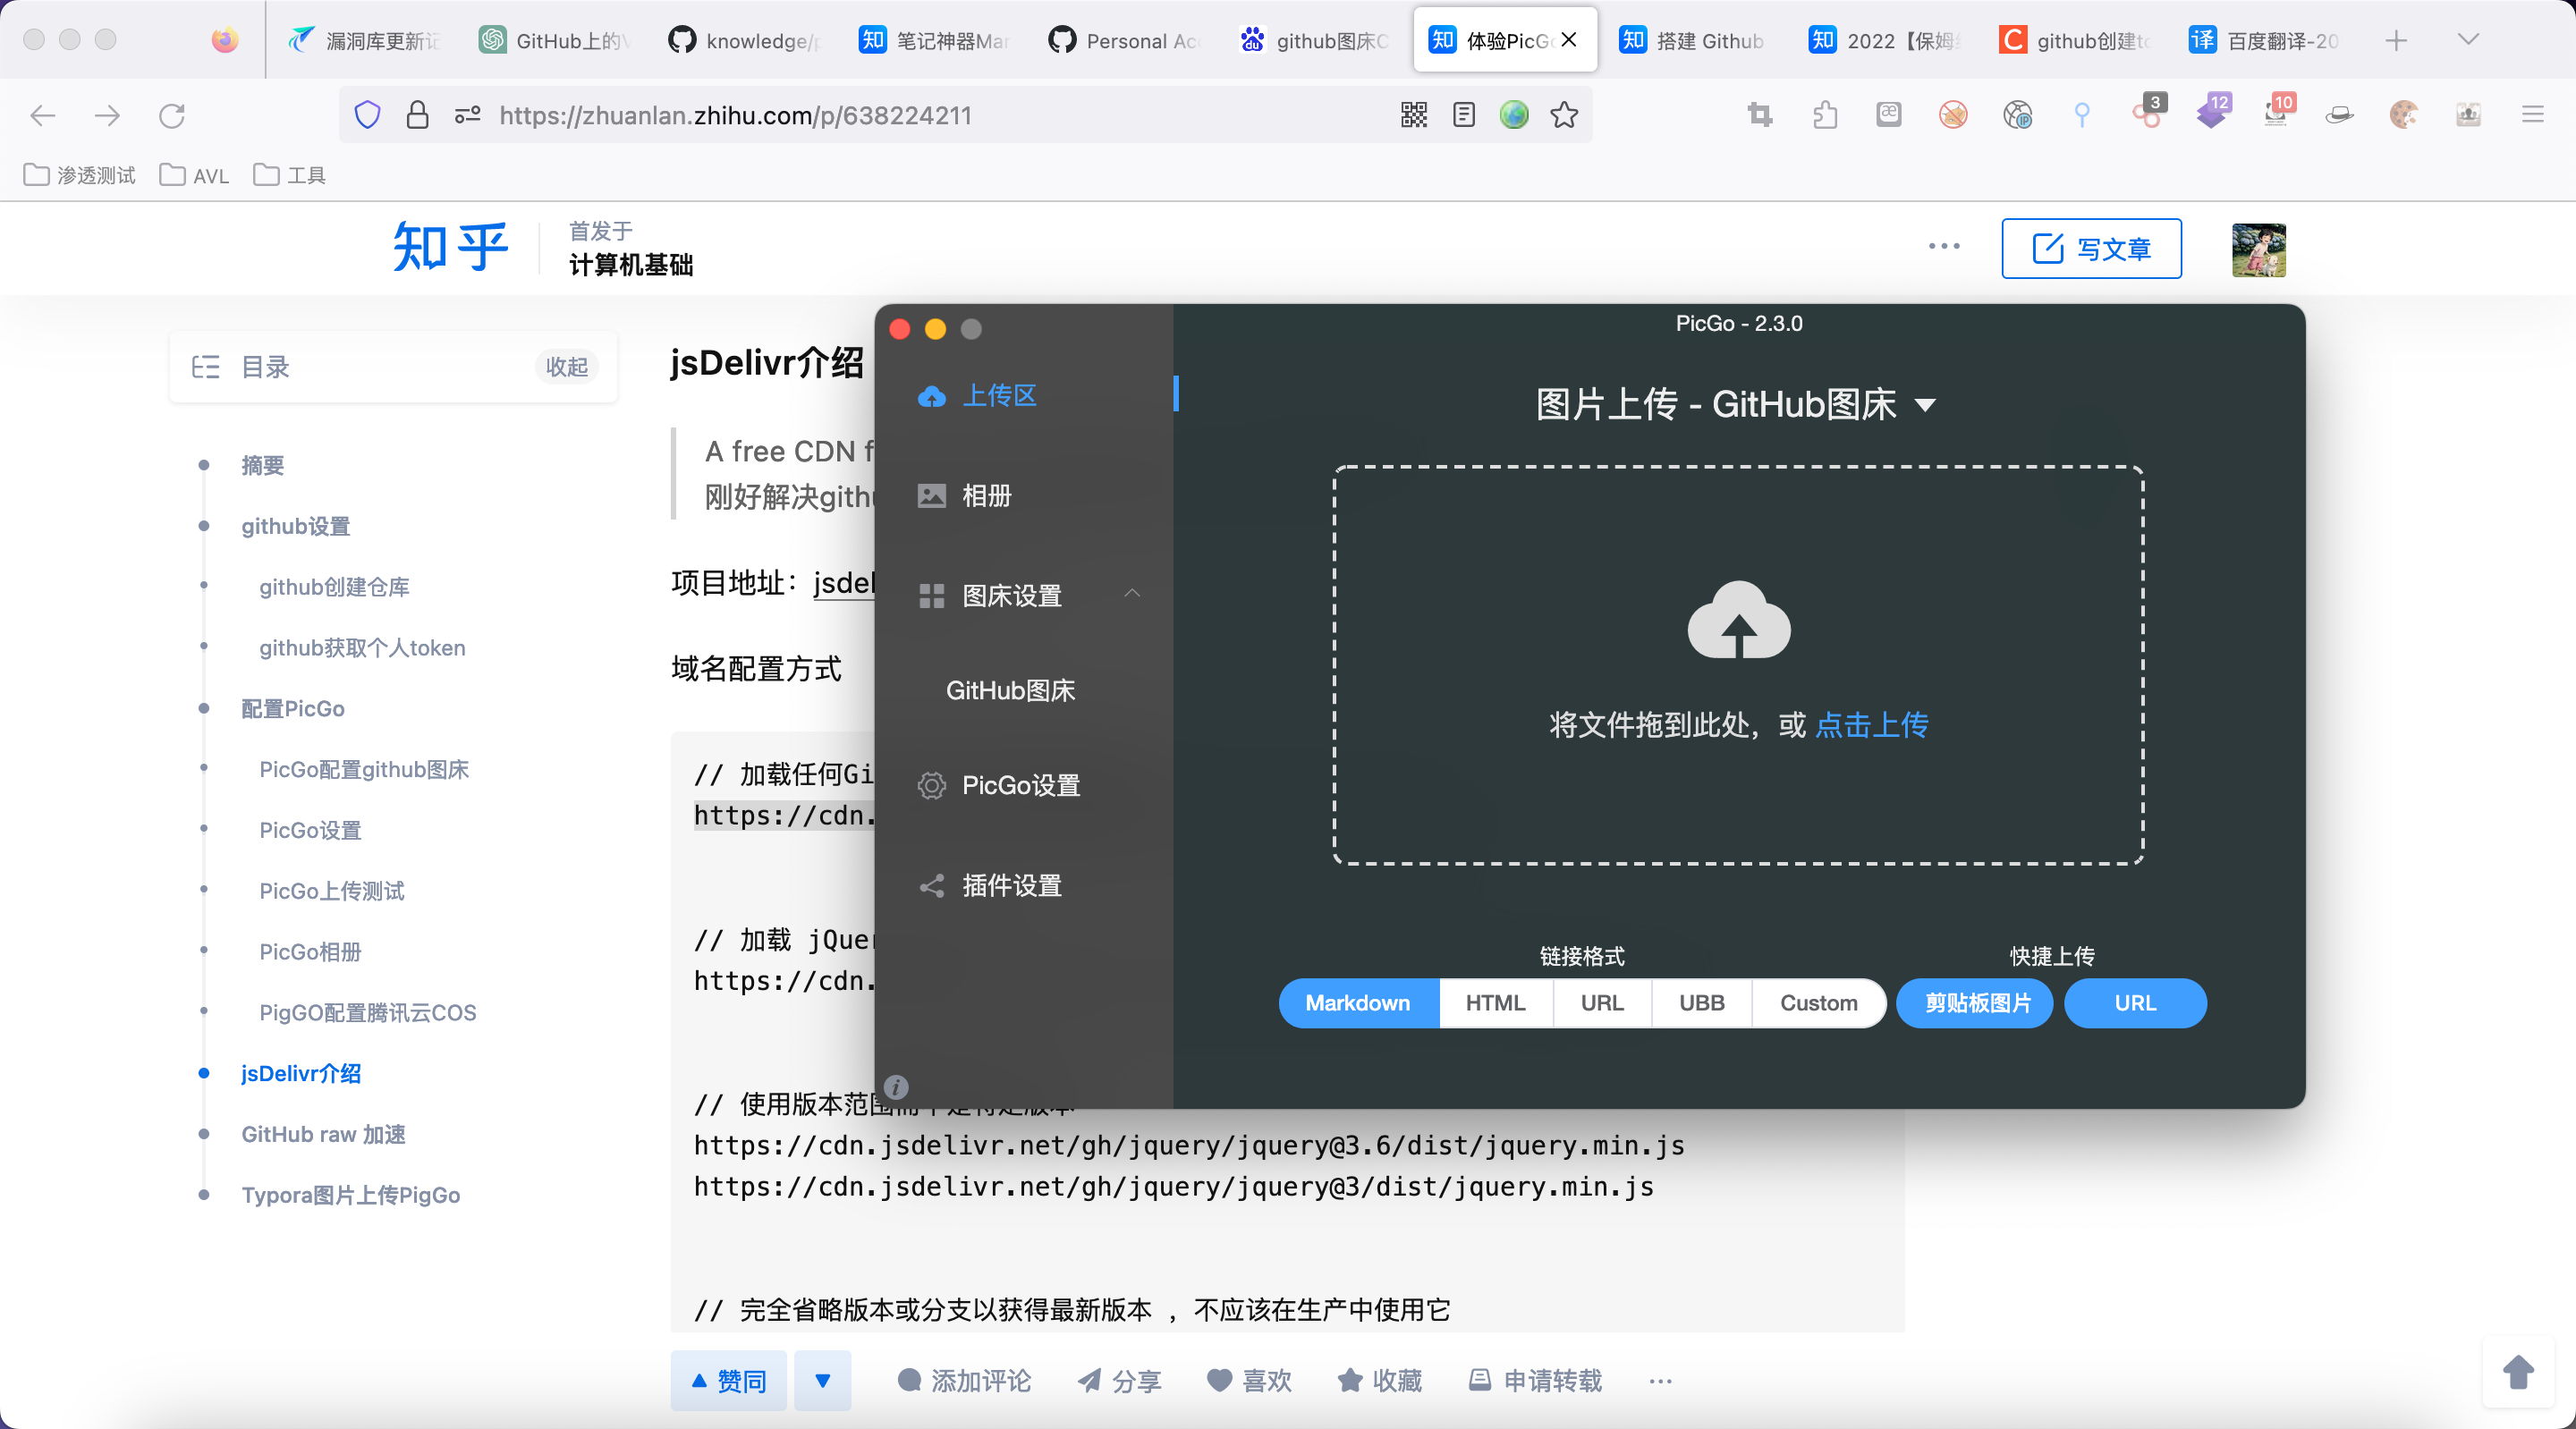 漏洞库更新记
GitHub上的V
knowledge/p
笔记神器Mar
Personal Acc
github图床C
体验PicGo
搭建 Github
2022【保姆
github创建to
百度翻译-20
https://zhuanlan.zhihu.com/p/638224211
3
12
10
渗透测试
AVL
工具
知乎
首发于
计算机基础
写文章
目录
收起
摘要
github设置
github创建仓库
github获取个人token
配置PicGo
PicGo配置github图床
PicGo设置
PicGo上传测试
PicGo相册
PigGO配置腾讯云COS
jsDelivr介绍
GitHub raw 加速
Typora图片上传PigGo
jsDelivr介绍
A free CDN f
刚好解决githu
项目地址：jsdel
域名配置方式
// 加载任何Gi
https://cdn.
// 加载 jQuer
https://cdn.
// 使用版本范围
https://cdn.jsdelivr.net/gh/jquery/jquery@3.6/dist/jquery.min.js
https://cdn.jsdelivr.net/gh/jquery/jquery@3/dist/jquery.min.js
// 完全省略版本或分支以获得最新版本 ，不应该在生产中使用它
赞同
添加评论
分享
喜欢
收藏
申请转载
PicGo - 2.3.0
上传区
相册
图床设置
GitHub图床
PicGo设置
插件设置
图片上传 - GitHub图床
将文件拖到此处，或 点击上传
链接格式
快捷上传
Markdown
HTML
URL
UBB
Custom
剪贴板图片
URL